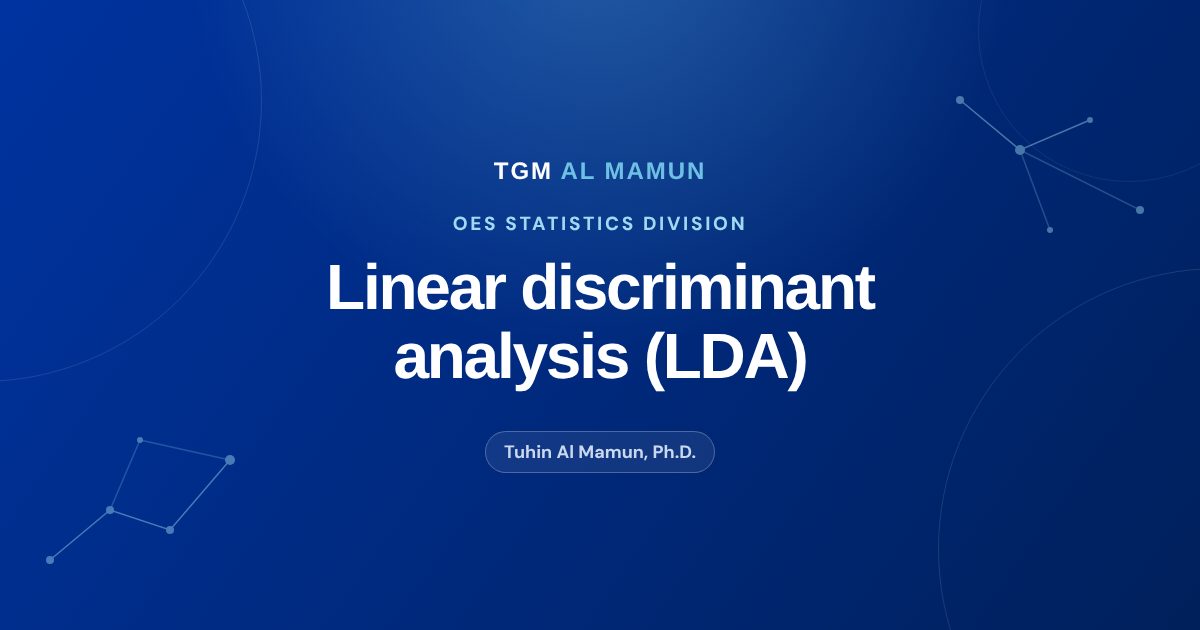 TGM AL MAMUN
OES STATISTICS DIVISION
Linear discriminant
analysis (LDA)
Tuhin Al Mamun, Ph.D.